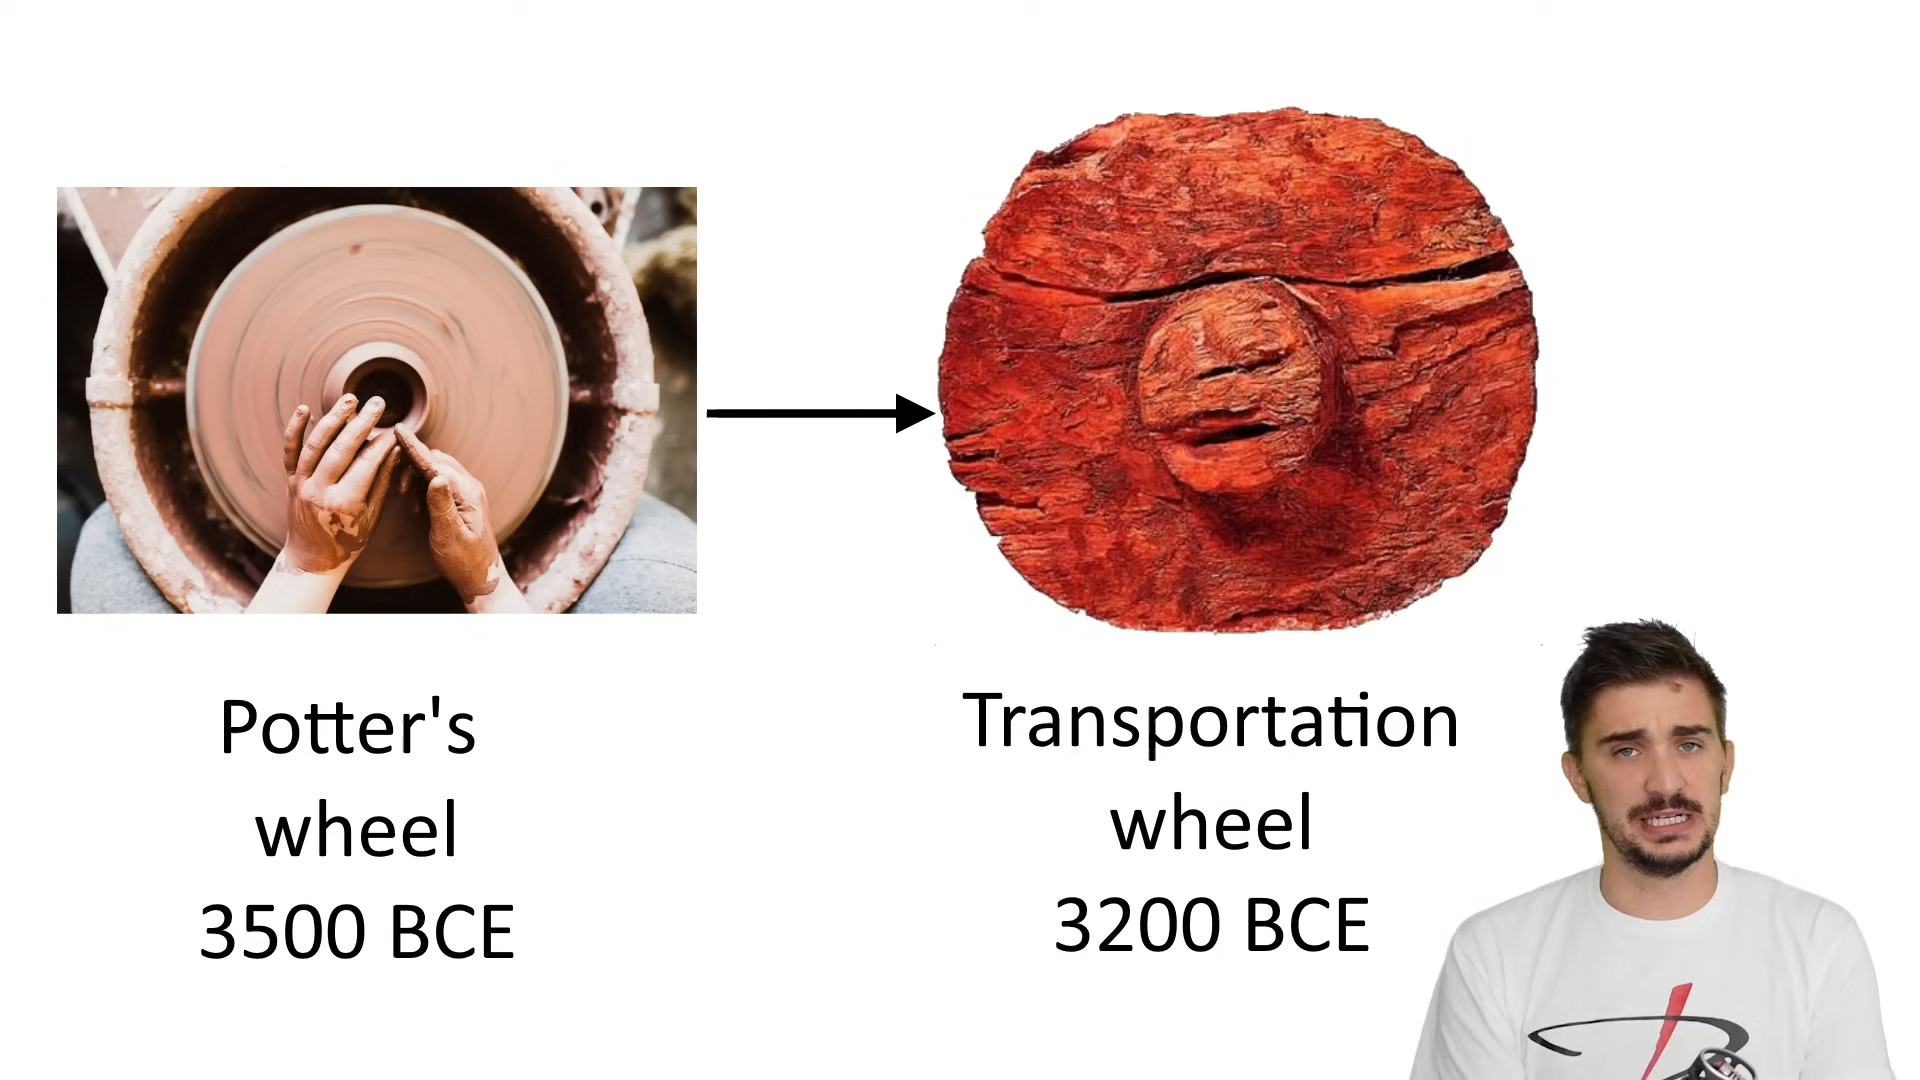 Potter's
wheel
3500 BCE
Transportation
wheel
3200 BCE